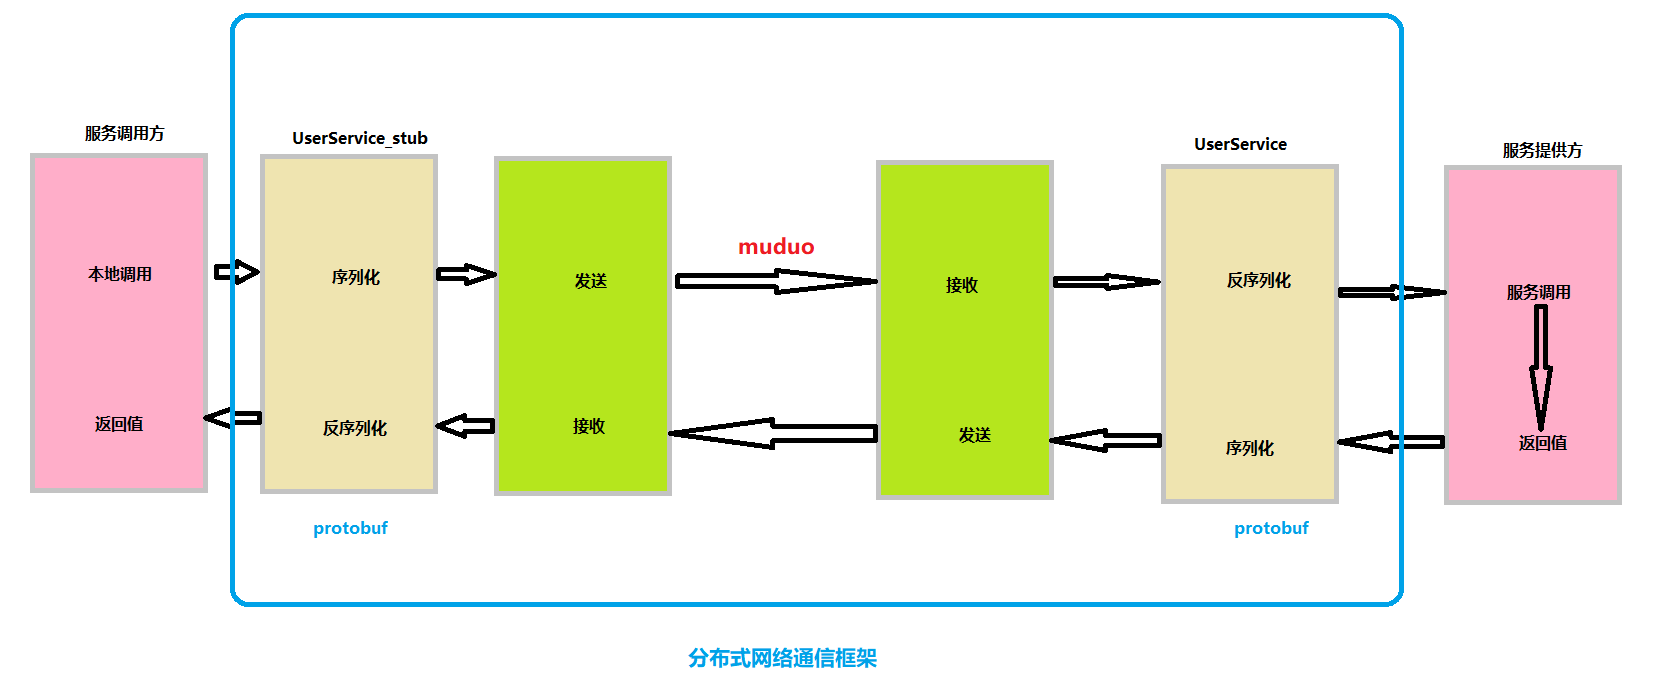 服务调用方
UserService_stub
UserService
服务提供方
muduo
本地调用
序列化
发送
接收
反序列化
服务调用
返回值
反序列化
接收
发送
序列化
返回值
protobuf
protobuf
分布式网络通信框架